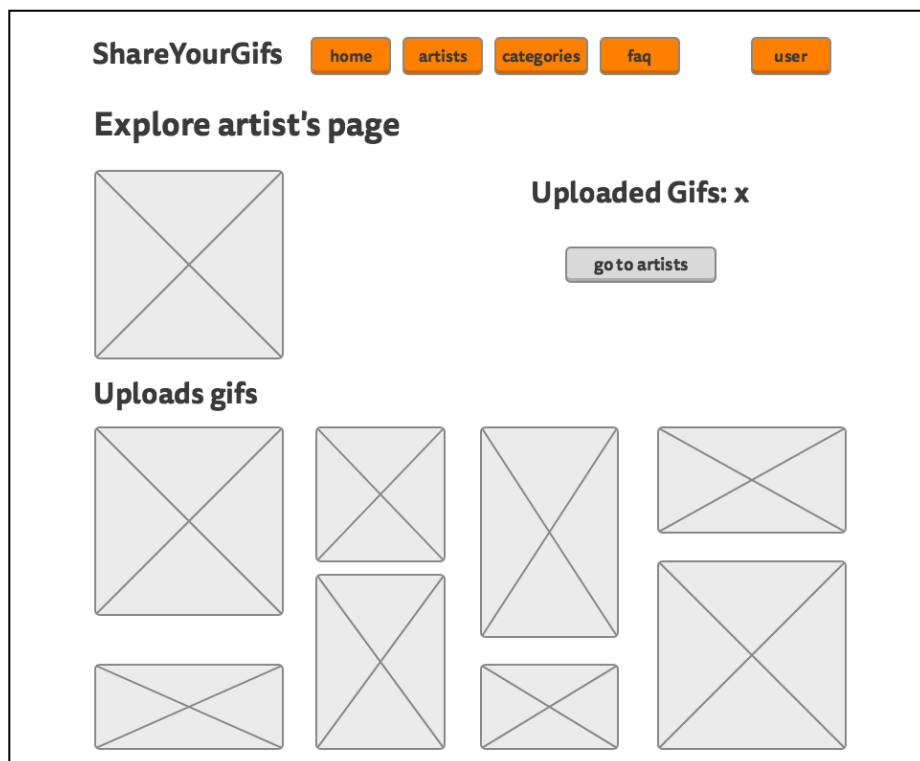 ShareYourGifs home artists categories faq user
Explore artist's page
Uploaded Gifs: x
go to artists
Uploads gifs